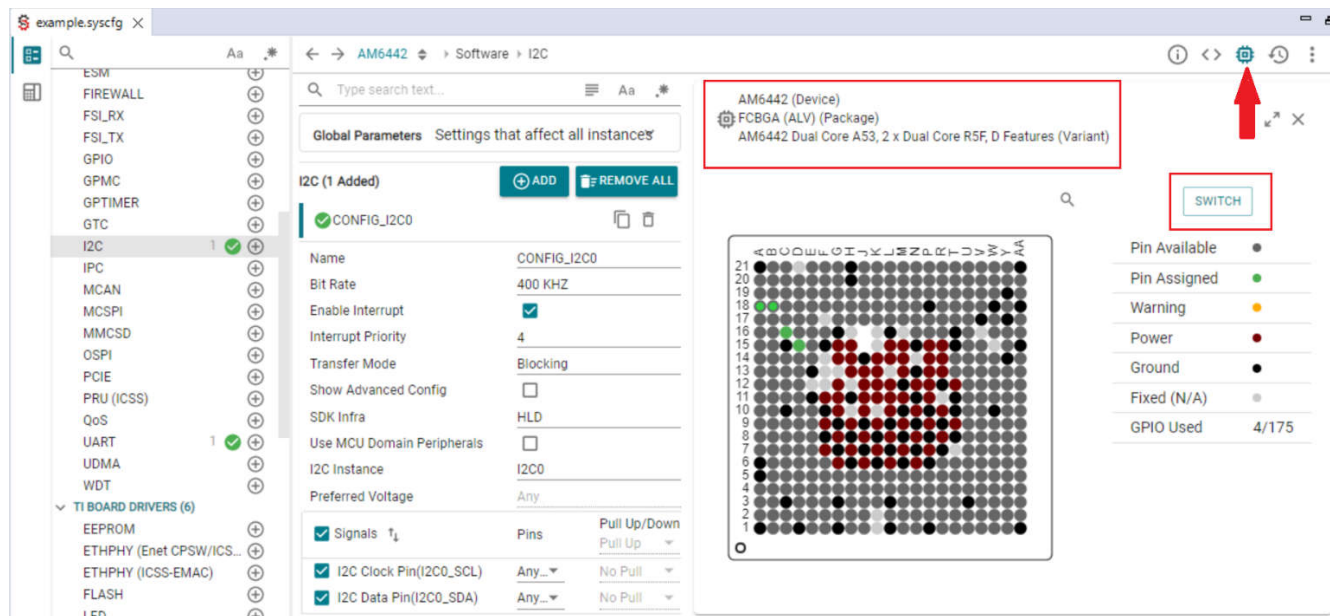 example.syscfg
Aa .*
AM6442 Software I2C
ESM
FIREWALL
FSI_RX
FSI_TX
GPIO
GPMC
GPTIMER
GTC
I2C 1
IPC
MCAN
MCSPI
MMCSD
OSPI
PCIE
PRU (ICSS)
QoS
UART 1
UDMA
WDT
TI BOARD DRIVERS (6)
EEPROM
ETHPHY (Enet CPSW/ICS...
ETHPHY (ICSS-EMAC)
FLASH
LED
Type search text... Aa .*
Global Parameters Settings that affect all instances
I2C (1 Added) ADD REMOVE ALL
CONFIG_I2C0
Name CONFIG_I2C0
Bit Rate 400 KHZ
Enable Interrupt
Interrupt Priority 4
Transfer Mode Blocking
Show Advanced Config
SDK Infra HLD
Use MCU Domain Peripherals
I2C Instance I2C0
Preferred Voltage Any
Signals Pins Pull Up/Down
Pull Up
I2C Clock Pin(I2C0_SCL) Any... No Pull
I2C Data Pin(I2C0_SDA) Any... No Pull
AM6442 (Device)
FCBGA (ALV) (Package)
AM6442 Dual Core A53, 2 x Dual Core R5F, D Features (Variant)
SWITCH
A B C D E F G H J K L M N P R T U V W Y AA
21
20
19
18
17
16
15
14
13
12
11
10
9
8
7
6
5
4
3
2
1
Pin Available
Pin Assigned
Warning
Power
Ground
Fixed (N/A)
GPIO Used 4/175